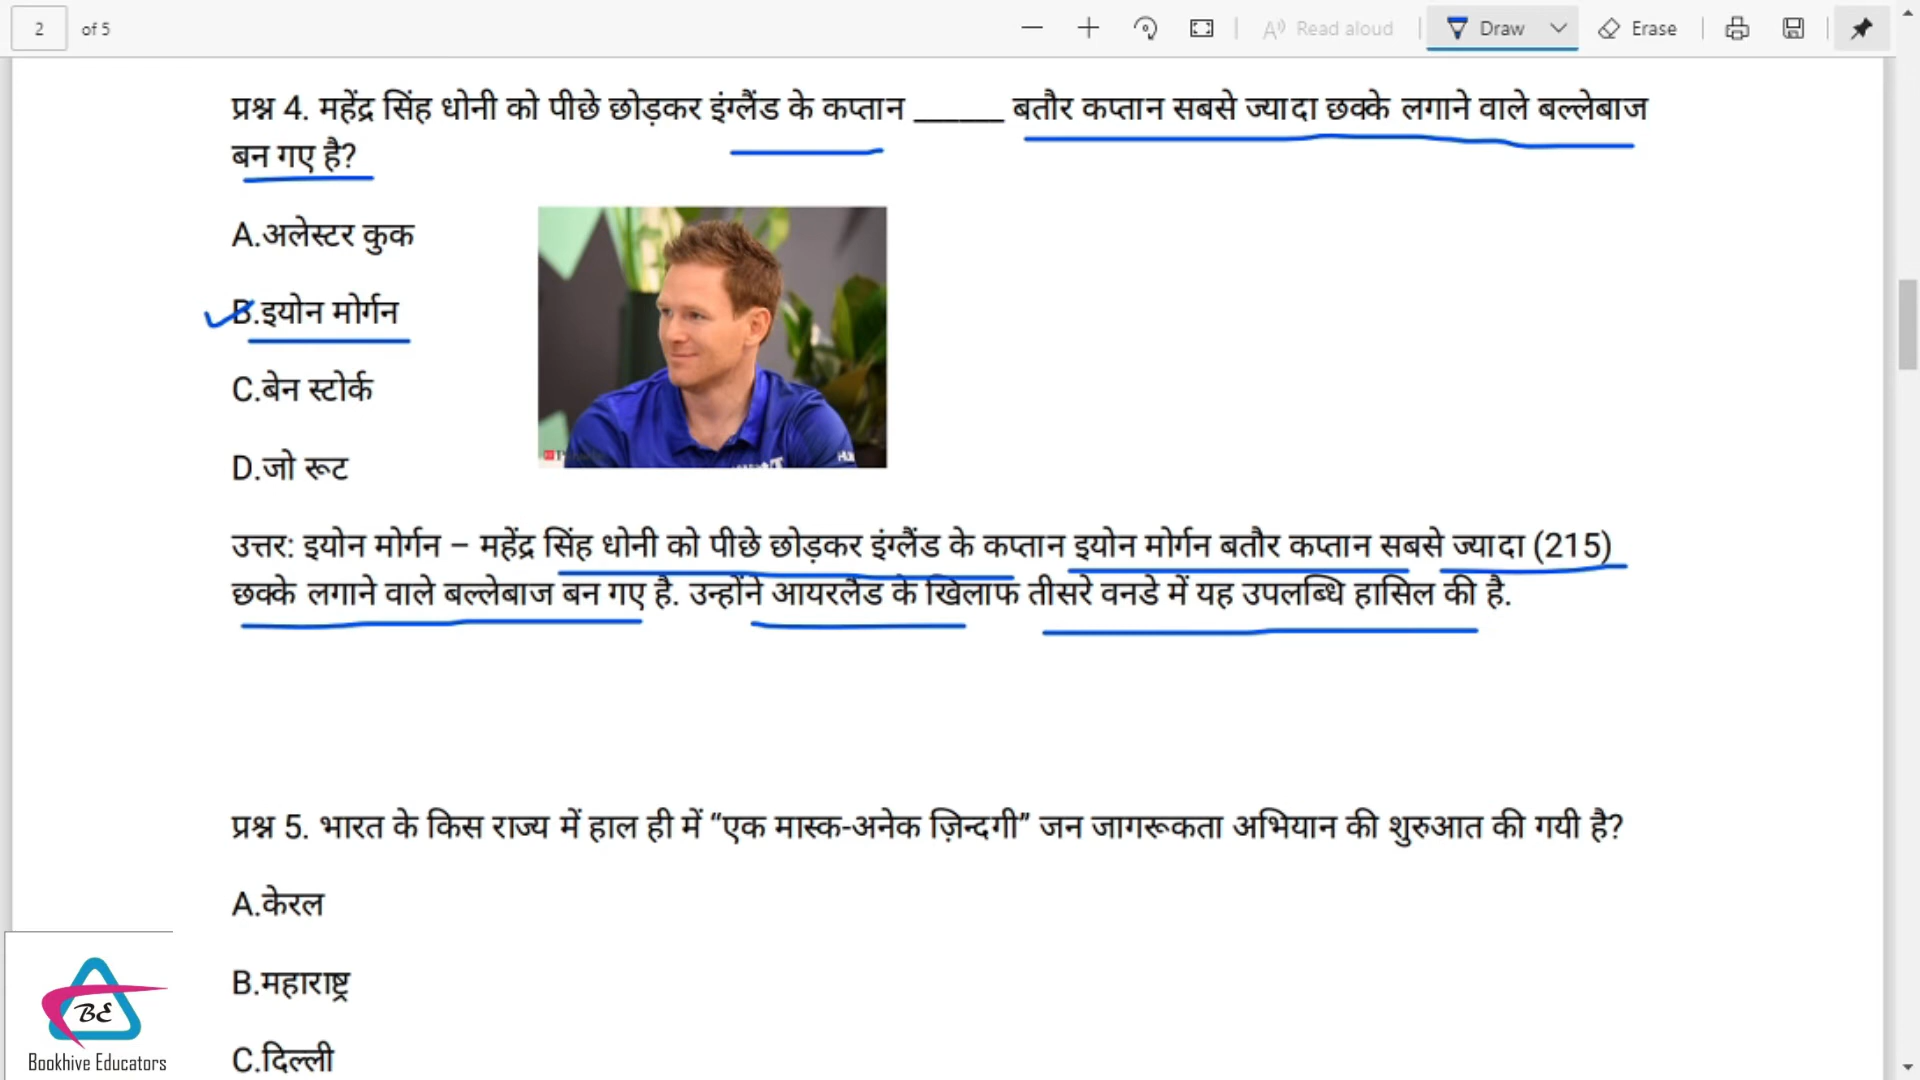 2 of 5
Read aloud
Draw
Erase
प्रश्न 4. महेंद्र सिंह धोनी को पीछे छोड़कर इंग्लैंड के कप्तान ______ बतौर कप्तान सबसे ज्यादा छक्के लगाने वाले बल्लेबाज
बन गए है?
A.अलेस्टर कुक
B.इयोन मोर्गन
C.बेन स्टोर्क
D.जो रूट
उत्तर: इयोन मोर्गन – महेंद्र सिंह धोनी को पीछे छोड़कर इंग्लैंड के कप्तान इयोन मोर्गन बतौर कप्तान सबसे ज्यादा (215)
छक्के लगाने वाले बल्लेबाज बन गए है. उन्होंने आयरलैंड के खिलाफ तीसरे वनडे में यह उपलब्धि हासिल की है.
प्रश्न 5. भारत के किस राज्य में हाल ही में “एक मास्क-अनेक ज़िन्दगी” जन जागरूकता अभियान की शुरुआत की गयी है?
A.केरल
B.महाराष्ट्र
C.दिल्ली
BE
Bookhive Educators